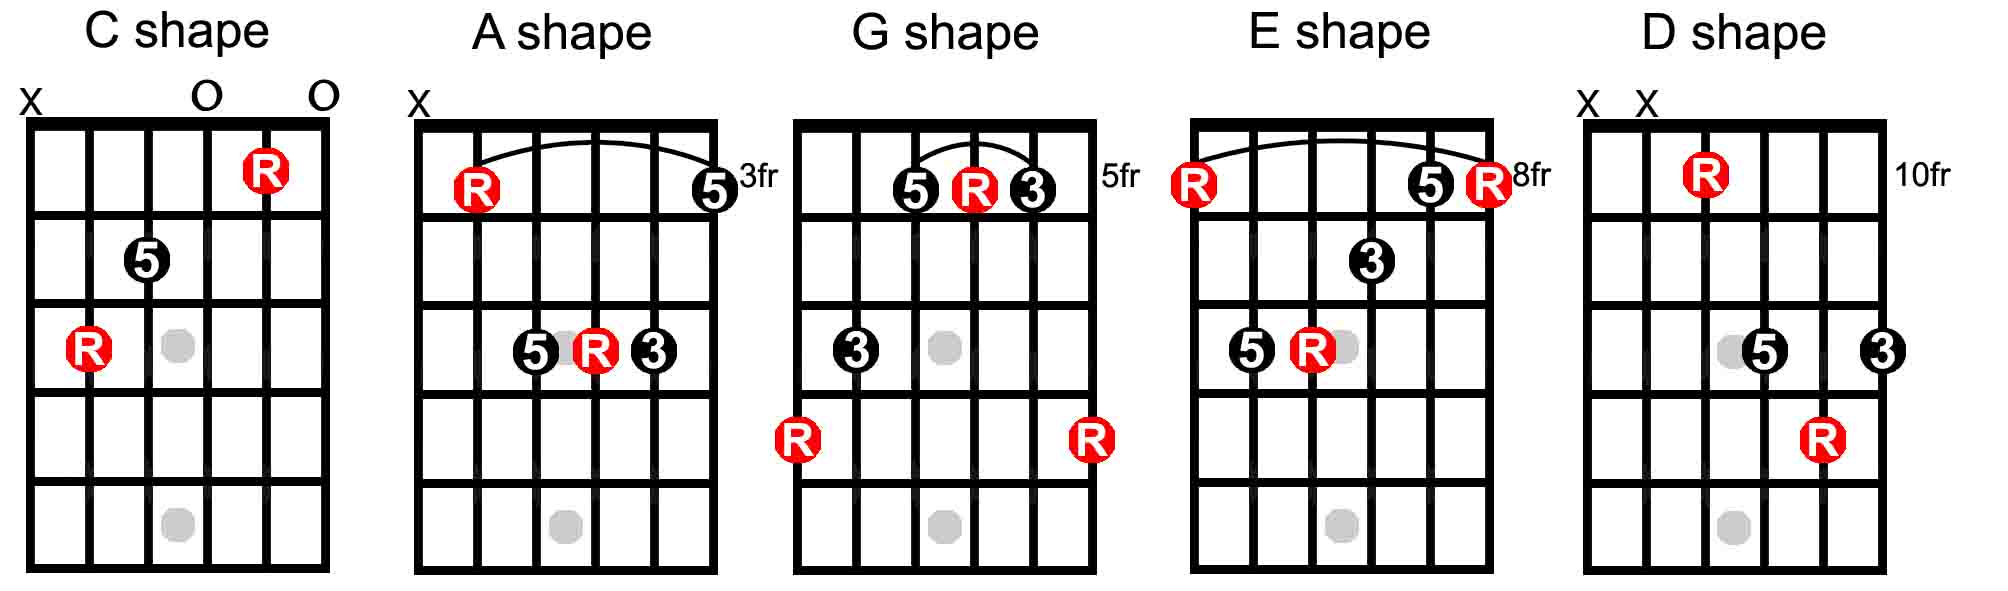 C shape A shape G shape E shape D shape
X O O X X X
R R 5 3fr 5 R 3 5fr R 5 R 8fr R 10fr
5 3
R 5 R 3 3 5 R 5 3
R R R